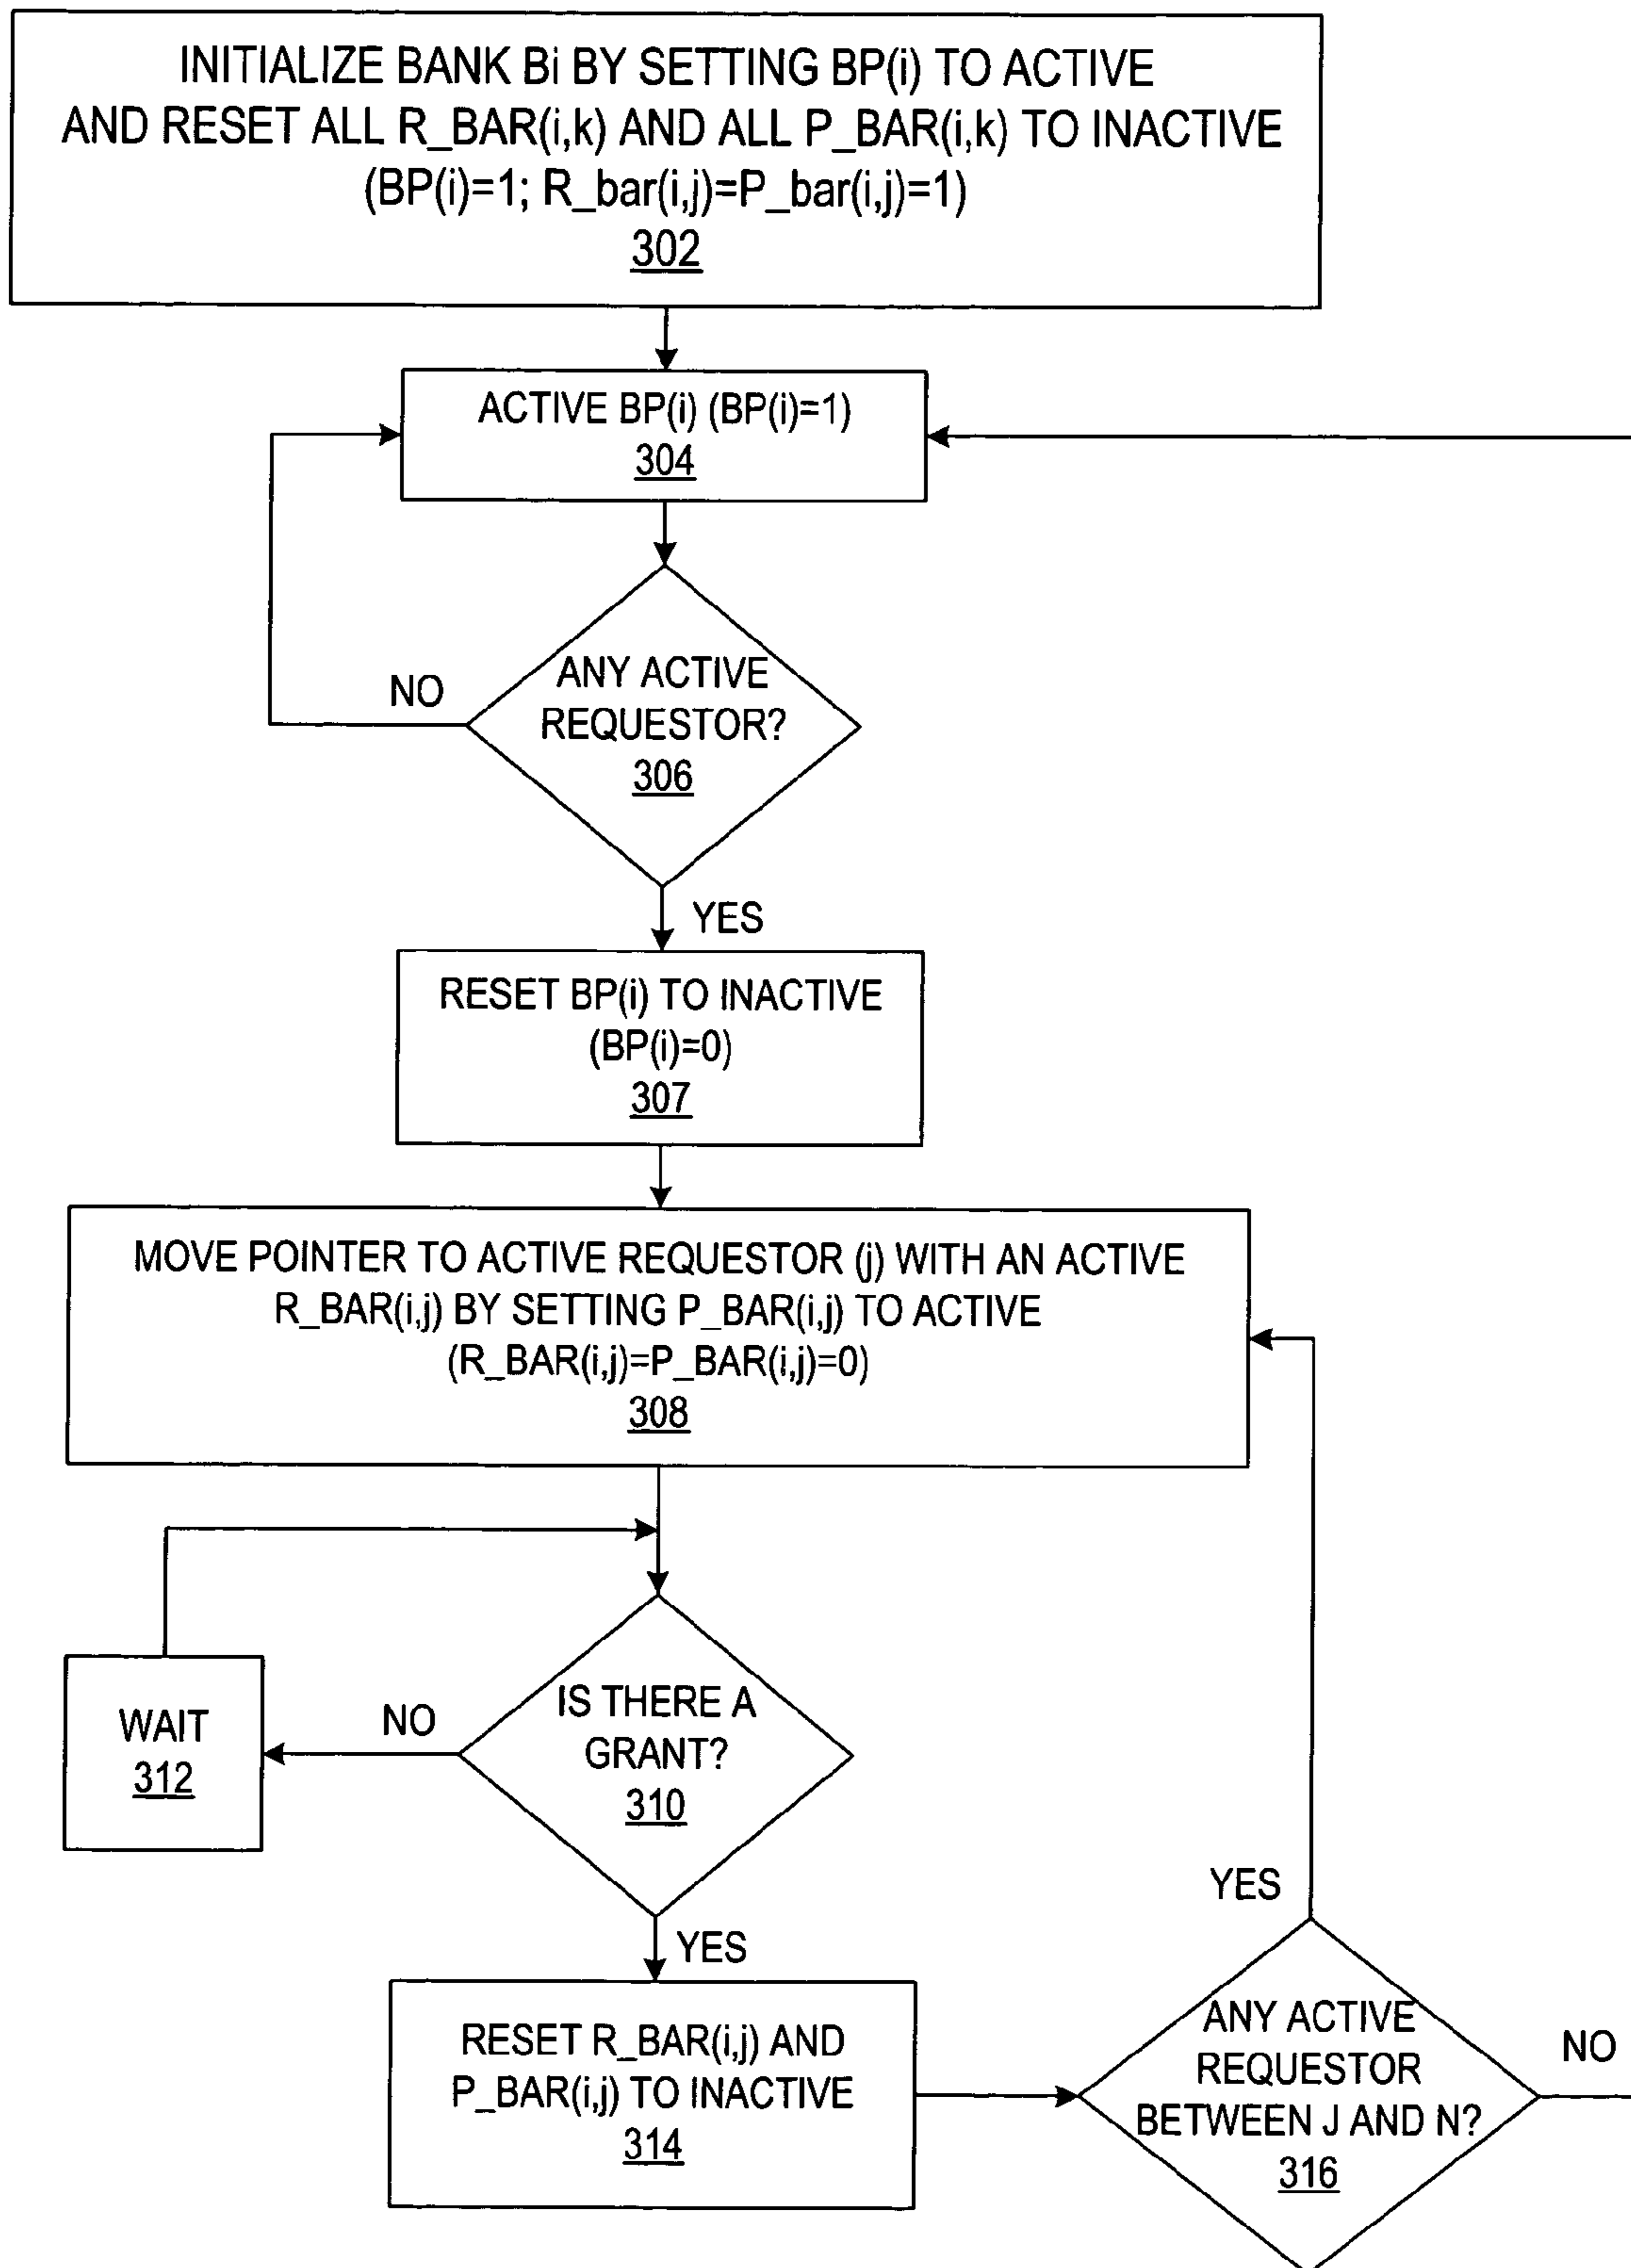 INITIALIZE BANK Bi BY SETTING BP(i) TO ACTIVE
AND RESET ALL R_BAR(i,k) AND ALL P_BAR(i,k) TO INACTIVE
(BP(i)=1; R_bar(i,j)=P_bar(i,j)=1)
302
ACTIVE BP(i) (BP(i)=1)
304
ANY ACTIVE
REQUESTOR?
306
NO
YES
RESET BP(i) TO INACTIVE
(BP(i)=0)
307
MOVE POINTER TO ACTIVE REQUESTOR (j) WITH AN ACTIVE
R_BAR(i,j) BY SETTING P_BAR(i,j) TO ACTIVE
(R_BAR(i,j)=P_BAR(i,j)=0)
308
IS THERE A
GRANT?
310
NO
WAIT
312
YES
RESET R_BAR(i,j) AND
P_BAR(i,j) TO INACTIVE
314
YES
ANY ACTIVE
REQUESTOR
BETWEEN J AND N?
316
NO